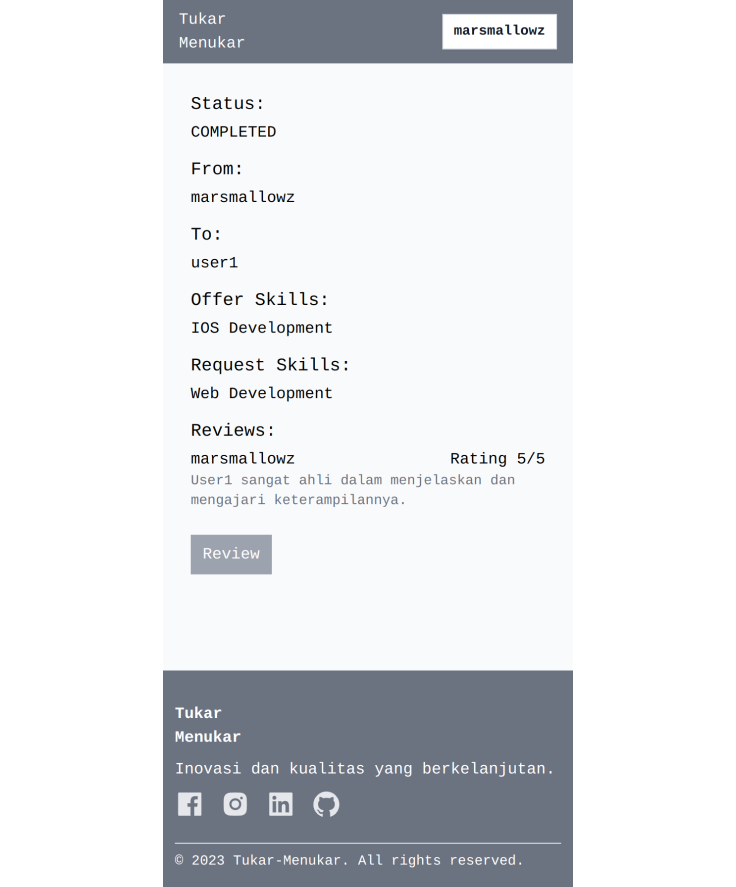 Tukar
Menukar
marsmallowz
Status:
COMPLETED
From:
marsmallowz
To:
user1
Offer Skills:
IOS Development
Request Skills:
Web Development
Reviews:
marsmallowz Rating 5/5
User1 sangat ahli dalam menjelaskan dan
mengajari keterampilannya.
Review
Tukar
Menukar
Inovasi dan kualitas yang berkelanjutan.
© 2023 Tukar-Menukar. All rights reserved.